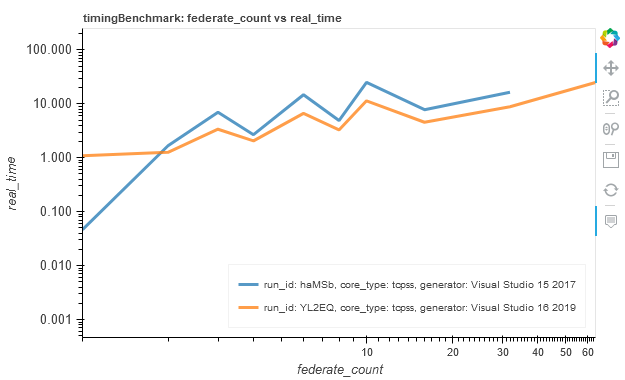 timingBenchmark: federate_count vs real_time
100.000
10.000
1.000
0.100
0.010
0.001
real_time
run_id: haMSb, core_type: tcpss, generator: Visual Studio 15 2017
run_id: YL2EQ, core_type: tcpss, generator: Visual Studio 16 2019
10 20 30 40 50 60
federate_count